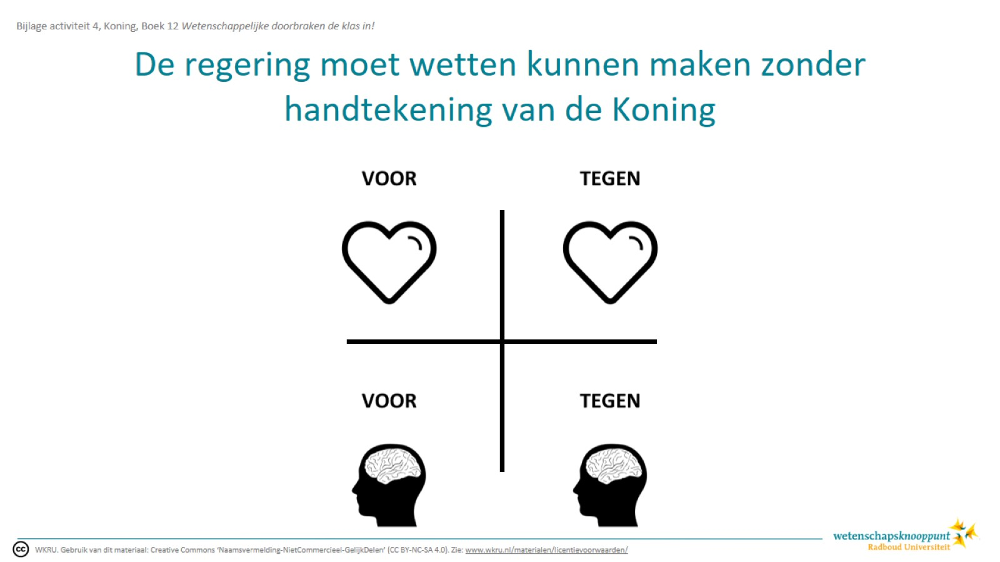 Bijlage activiteit 4, Koning, Boek 12 Wetenschappelijke doorbraken de klas in!
De regering moet wetten kunnen maken zonder
handtekening van de Koning
VOOR TEGEN
VOOR TEGEN
wetenschapsknooppunt
Radboud Universiteit
cc WKRU. Gebruik van dit materiaal: Creative Commons ‘Naamsvermelding-NietCommercieel-GelijkDelen’ (CC BY-NC-SA 4.0). Zie: www.wkru.nl/materialen/licentievoorwaarden/